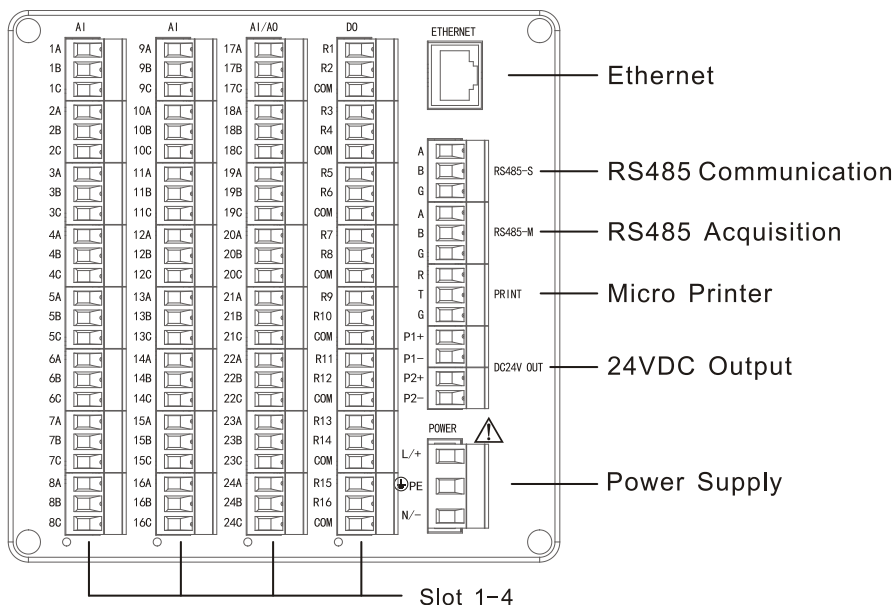 AI AI AI/AO DO ETHERNET
1A 9A 17A R1
1B 9B 17B R2
1C 9C 17C COM
Ethernet
2A 10A 18A R3
2B 10B 18B R4
2C 10C 18C COM
3A 11A 19A R5
3B 11B 19B R6
3C 11C 19C COM
4A 12A 20A R7
4B 12B 20B R8
4C 12C 20C COM
5A 13A 21A R9
5B 13B 21B R10
5C 13C 21C COM
6A 14A 22A R11
6B 14B 22B R12
6C 14C 22C COM
7A 15A 23A R13
7B 15B 23B R14
7C 15C 23C COM
8A 16A 24A R15
8B 16B 24B R16
8C 16C 24C COM
A
B RS485-S RS485 Communication
G
A
B RS485-M RS485 Acquisition
G
R
T PRINT Micro Printer
G
P1+
P1-
DC24V OUT 24VDC Output
P2+
P2-
POWER
L/+
PE Power Supply
N/-
Slot 1-4